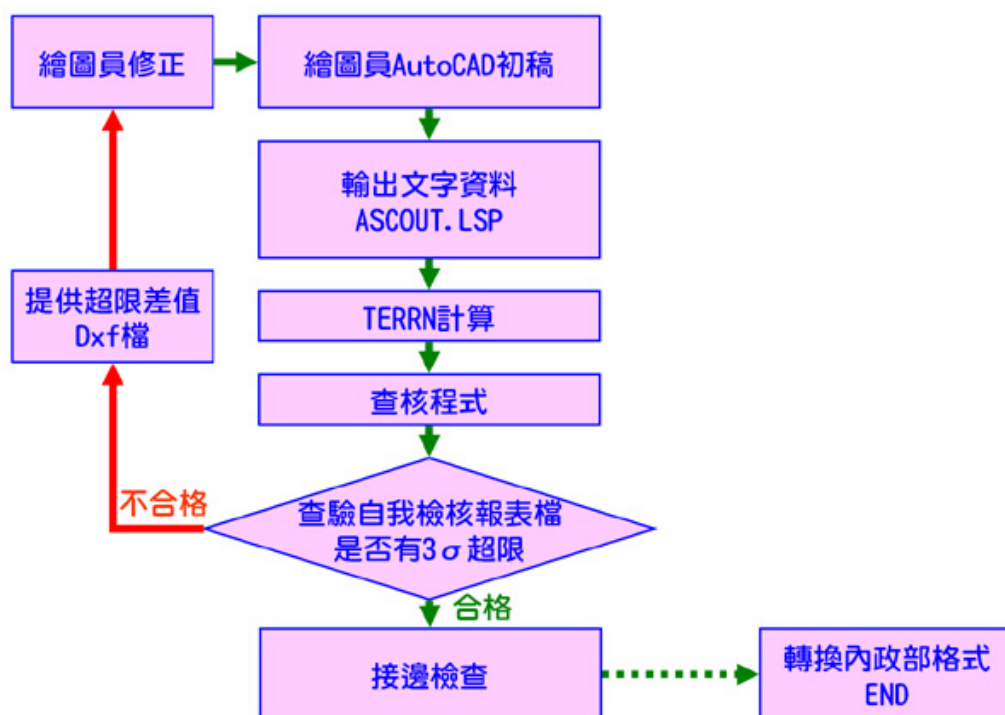 繪圖員修正
繪圖員AutoCAD初稿
輸出文字資料
ASCOUT.LSP
提供超限差值
Dxf檔
TERRN計算
查核程式
不合格
查驗自我檢核報表檔
是否有3σ超限
合格
接邊檢查
轉換內政部格式
END